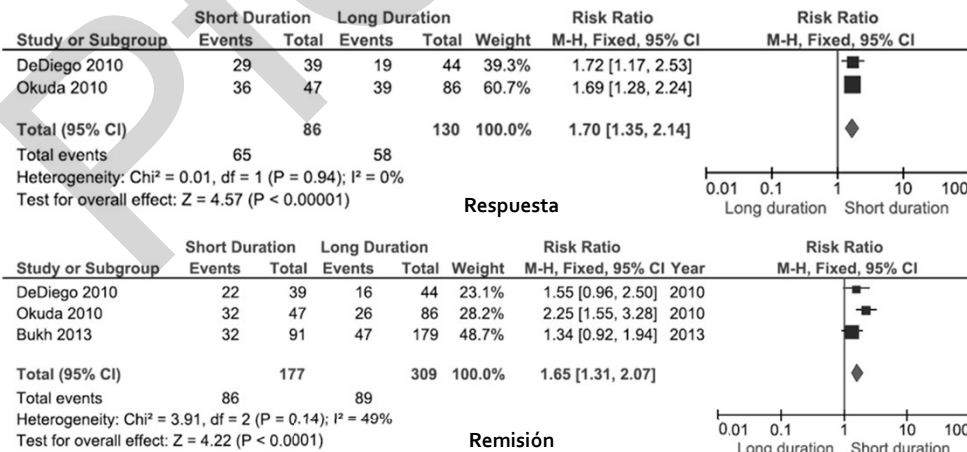 Short Duration Long Duration Risk Ratio Risk Ratio
Study or Subgroup Events Total Events Total Weight M-H, Fixed, 95% CI M-H, Fixed, 95% CI
DeDiego 2010 29 39 19 44 39.3% 1.72 [1.17, 2.53]
Okuda 2010 36 47 39 86 60.7% 1.69 [1.28, 2.24]
Total (95% CI) 86 130 100.0% 1.70 [1.35, 2.14]
Total events 65 58
Heterogeneity: Chi² = 0.01, df = 1 (P = 0.94); I² = 0%
Test for overall effect: Z = 4.57 (P < 0.00001)
0.01 0.1 1 10 100
Long duration Short duration
Respuesta
Short Duration Long Duration Risk Ratio Risk Ratio
Study or Subgroup Events Total Events Total Weight M-H, Fixed, 95% CI Year M-H, Fixed, 95% CI
DeDiego 2010 22 39 16 44 23.1% 1.55 [0.96, 2.50] 2010
Okuda 2010 32 47 26 86 28.2% 2.25 [1.55, 3.28] 2010
Bukh 2013 32 91 47 179 48.7% 1.34 [0.92, 1.94] 2013
Total (95% CI) 177 309 100.0% 1.65 [1.31, 2.07]
Total events 86 89
Heterogeneity: Chi² = 3.91, df = 2 (P = 0.14); I² = 49%
Test for overall effect: Z = 4.22 (P < 0.0001)
0.01 0.1 1 10 100
Long duration Short duration
Remisión